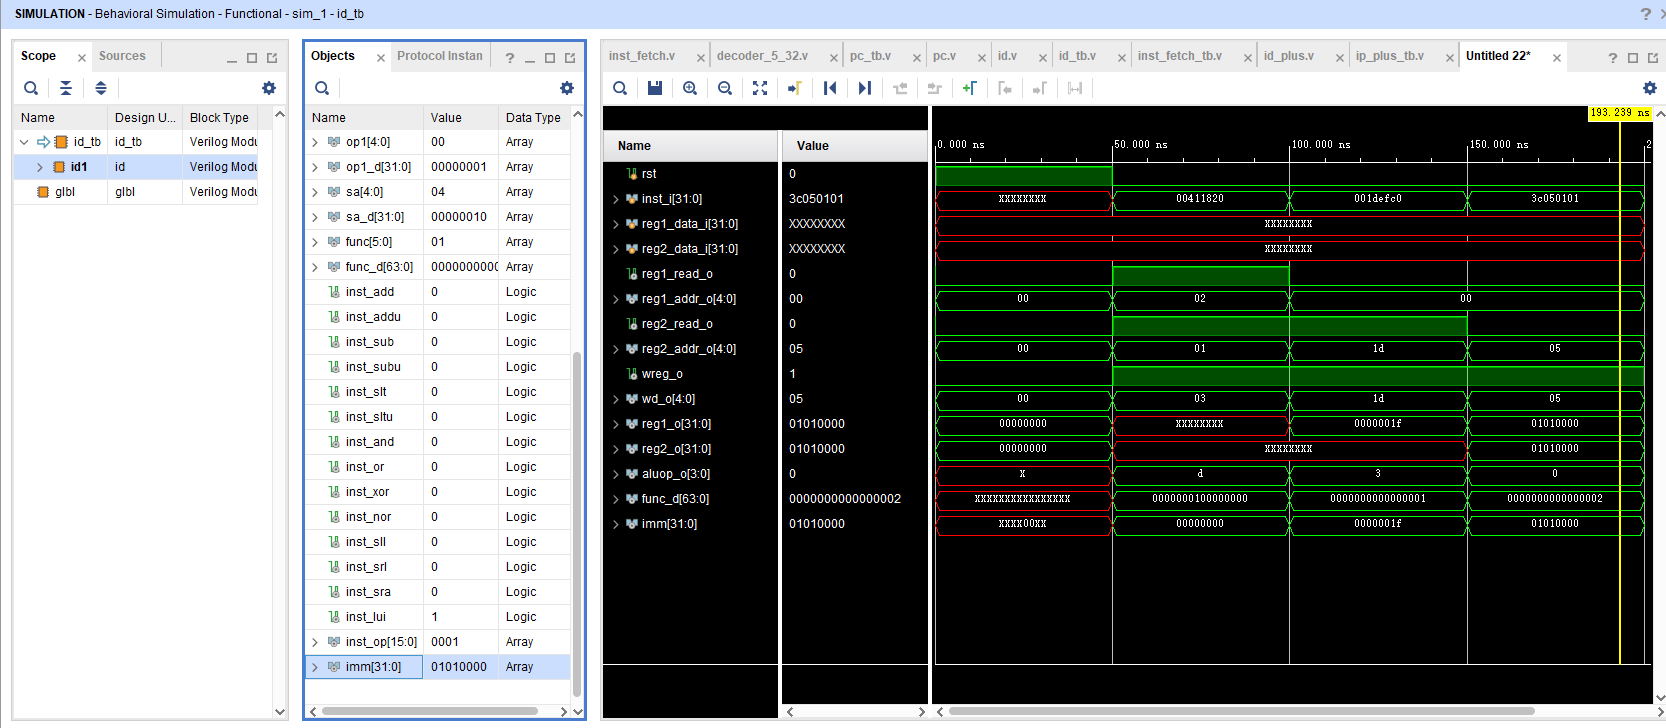 SIMULATION - Behavioral Simulation - Functional - sim_1 - id_tb
Scope Sources
Name Design U... Block Type
id_tb id_tb Verilog Modu
id1 id Verilog Modu
glbl glbl Verilog Modu
Objects Protocol Instan
Name Value Data Type
op1[4:0] 00 Array
op1_d[31:0] 00000001 Array
sa[4:0] 04 Array
sa_d[31:0] 00000010 Array
func[5:0] 01 Array
func_d[63:0] 0000000000 Array
inst_add 0 Logic
inst_addu 0 Logic
inst_sub 0 Logic
inst_subu 0 Logic
inst_slt 0 Logic
inst_sltu 0 Logic
inst_and 0 Logic
inst_or 0 Logic
inst_xor 0 Logic
inst_nor 0 Logic
inst_sll 0 Logic
inst_srl 0 Logic
inst_sra 0 Logic
inst_lui 1 Logic
inst_op[15:0] 0001 Array
imm[31:0] 01010000 Array
inst_fetch.v decoder_5_32.v pc_tb.v pc.v id.v id_tb.v inst_fetch_tb.v id_plus.v ip_plus_tb.v Untitled 22*
193.239 ns
Name Value 0.000 ns 50.000 ns 100.000 ns 150.000 ns 2
rst 0
inst_i[31:0] 3c050101 XXXXXXXX 00411820 001defc0 3c050101
reg1_data_i[31:0] XXXXXXXX XXXXXXXX
reg2_data_i[31:0] XXXXXXXX XXXXXXXX
reg1_read_o 0
reg1_addr_o[4:0] 00 00 02 00
reg2_read_o 0
reg2_addr_o[4:0] 05 00 01 1d 05
wreg_o 1
wd_o[4:0] 05 00 03 1d 05
reg1_o[31:0] 01010000 00000000 XXXXXXXX 0000001f 01010000
reg2_o[31:0] 01010000 00000000 XXXXXXXX 01010000
aluop_o[3:0] 0 X d 3 0
func_d[63:0] 0000000000000002 XXXXXXXXXXXXXXXX 0000000100000000 0000000000000001 0000000000000002
imm[31:0] 01010000 XXXX00XX 00000000 0000001f 01010000